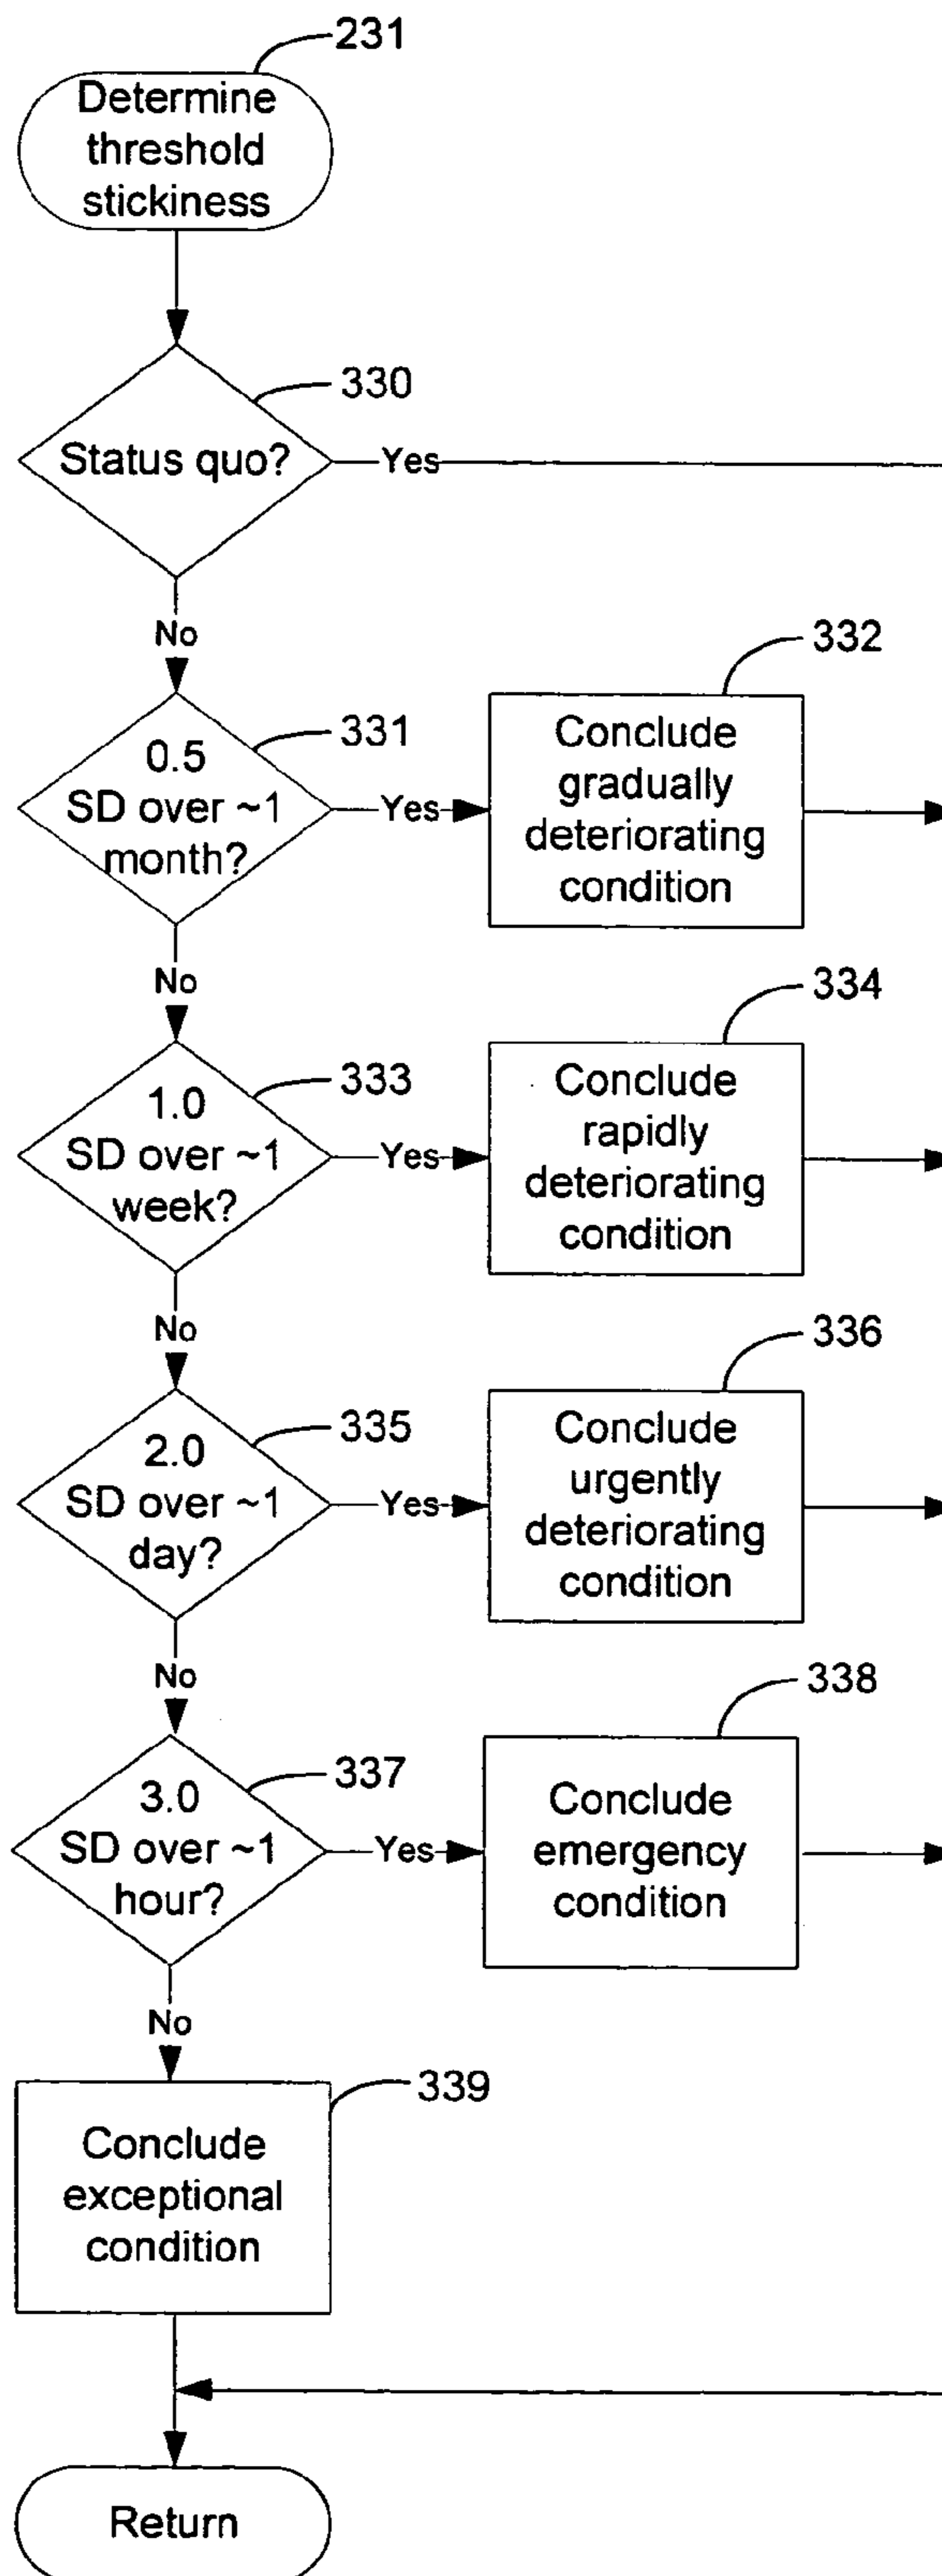 231
Determine
threshold
stickiness
330
Status quo?
Yes
No
332
331
0.5
SD over ~1
month?
Yes
Conclude
gradually
deteriorating
condition
No
334
333
1.0
SD over ~1
week?
Yes
Conclude
rapidly
deteriorating
condition
No
336
335
2.0
SD over ~1
day?
Yes
Conclude
urgently
deteriorating
condition
No
338
337
3.0
SD over ~1
hour?
Yes
Conclude
emergency
condition
No
339
Conclude
exceptional
condition
Return